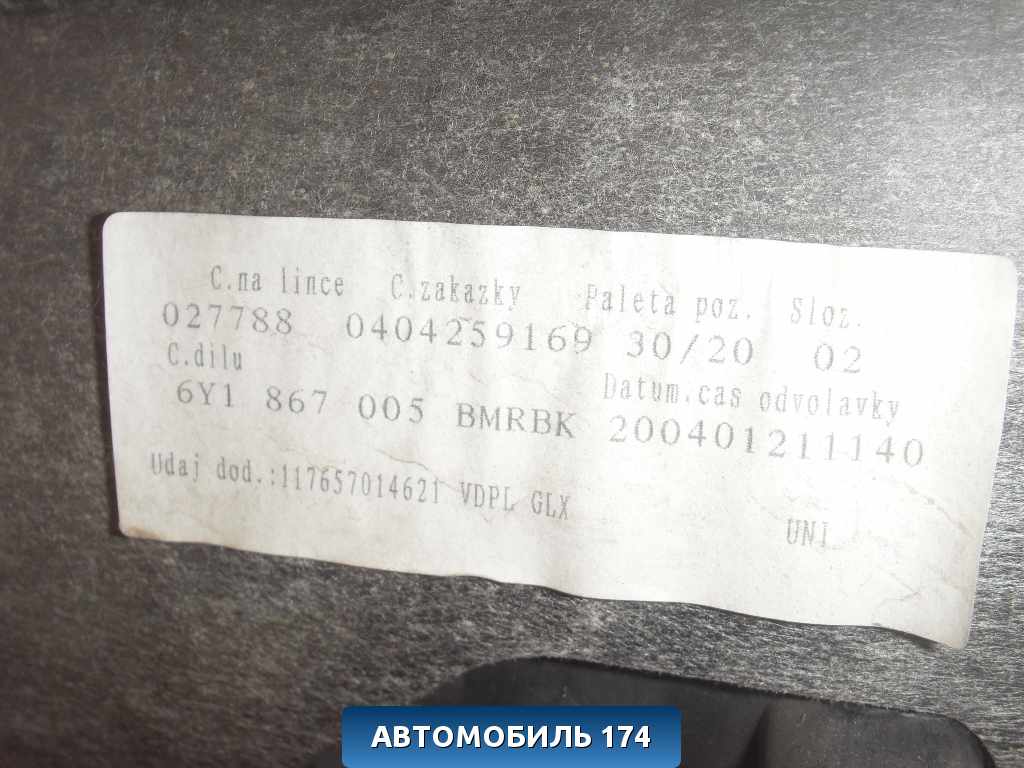 C.na lince C.zakazky Paleta poz. Sloz.
027788 0404259169 30/20 02
C.dilu Datum.cas odvolavky
6Y1 867 005 BMRBK 200401211140
Udaj dod.:117657014621 VDPL GLX
UNI
АВТОМОБИЛЬ 174